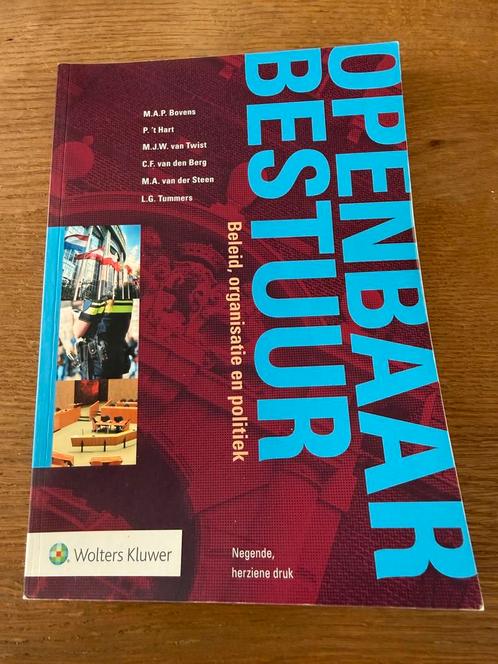 M.A.P. Bovens
P. 't Hart
M.J.W. van Twist
C.F. van den Berg
M.A. van der Steen
L.G. Tummers
OPENBAAR
BESTUUR
Beleid, organisatie en politiek
Wolters Kluwer
Negende,
herziene druk